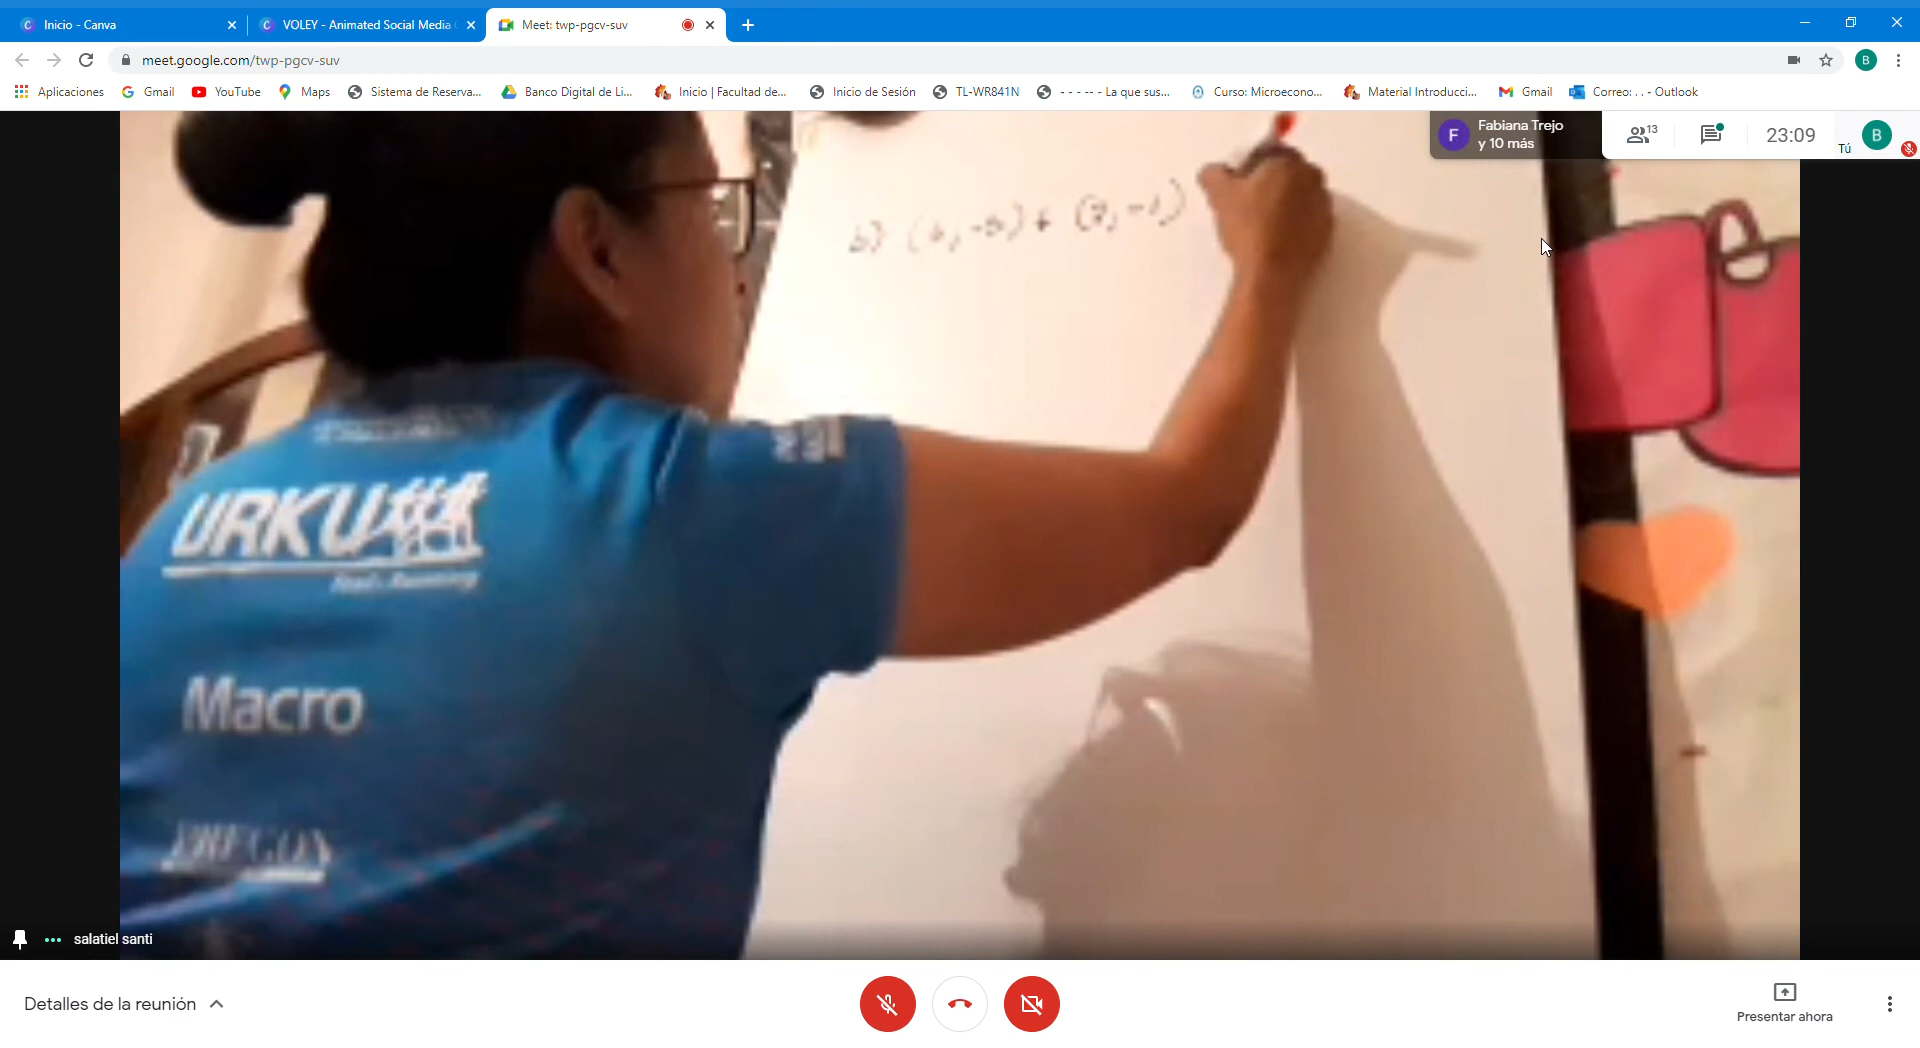 Inicio - Canva
VOLEY - Animated Social Media
Meet: twp-pgcv-suv
meet.google.com/twp-pgcv-suv
B
Aplicaciones
Gmail
YouTube
Maps
Sistema de Reserva...
Banco Digital de Li...
Inicio | Facultad de...
Inicio de Sesión
TL-WR841N
- - - -- - La que sus...
Curso: Microecono...
Material Introducci...
Gmail
Correo: . . - Outlook
F
Fabiana Trejo
y 10 más
13
23:09
Tú
B
URKU
Macro
salatiel santi
Detalles de la reunión
Presentar ahora